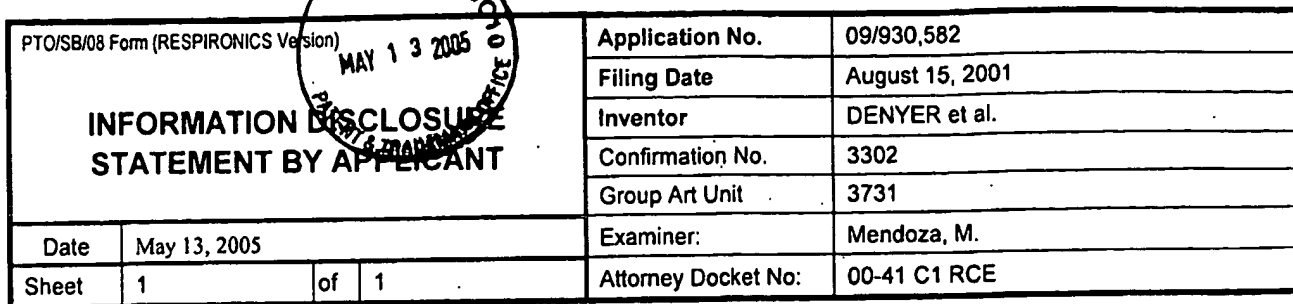 PTO/SB/08 Form (RESPIRONICS Version)
MAY 13 2005
INFORMATION DISCLOSURE
STATEMENT BY APPLICANT
Date May 13, 2005
Sheet 1 of 1
Application No. 09/930,582
Filing Date August 15, 2001
Inventor DENYER et al.
Confirmation No. 3302
Group Art Unit 3731
Examiner: Mendoza, M.
Attorney Docket No: 00-41 C1 RCE